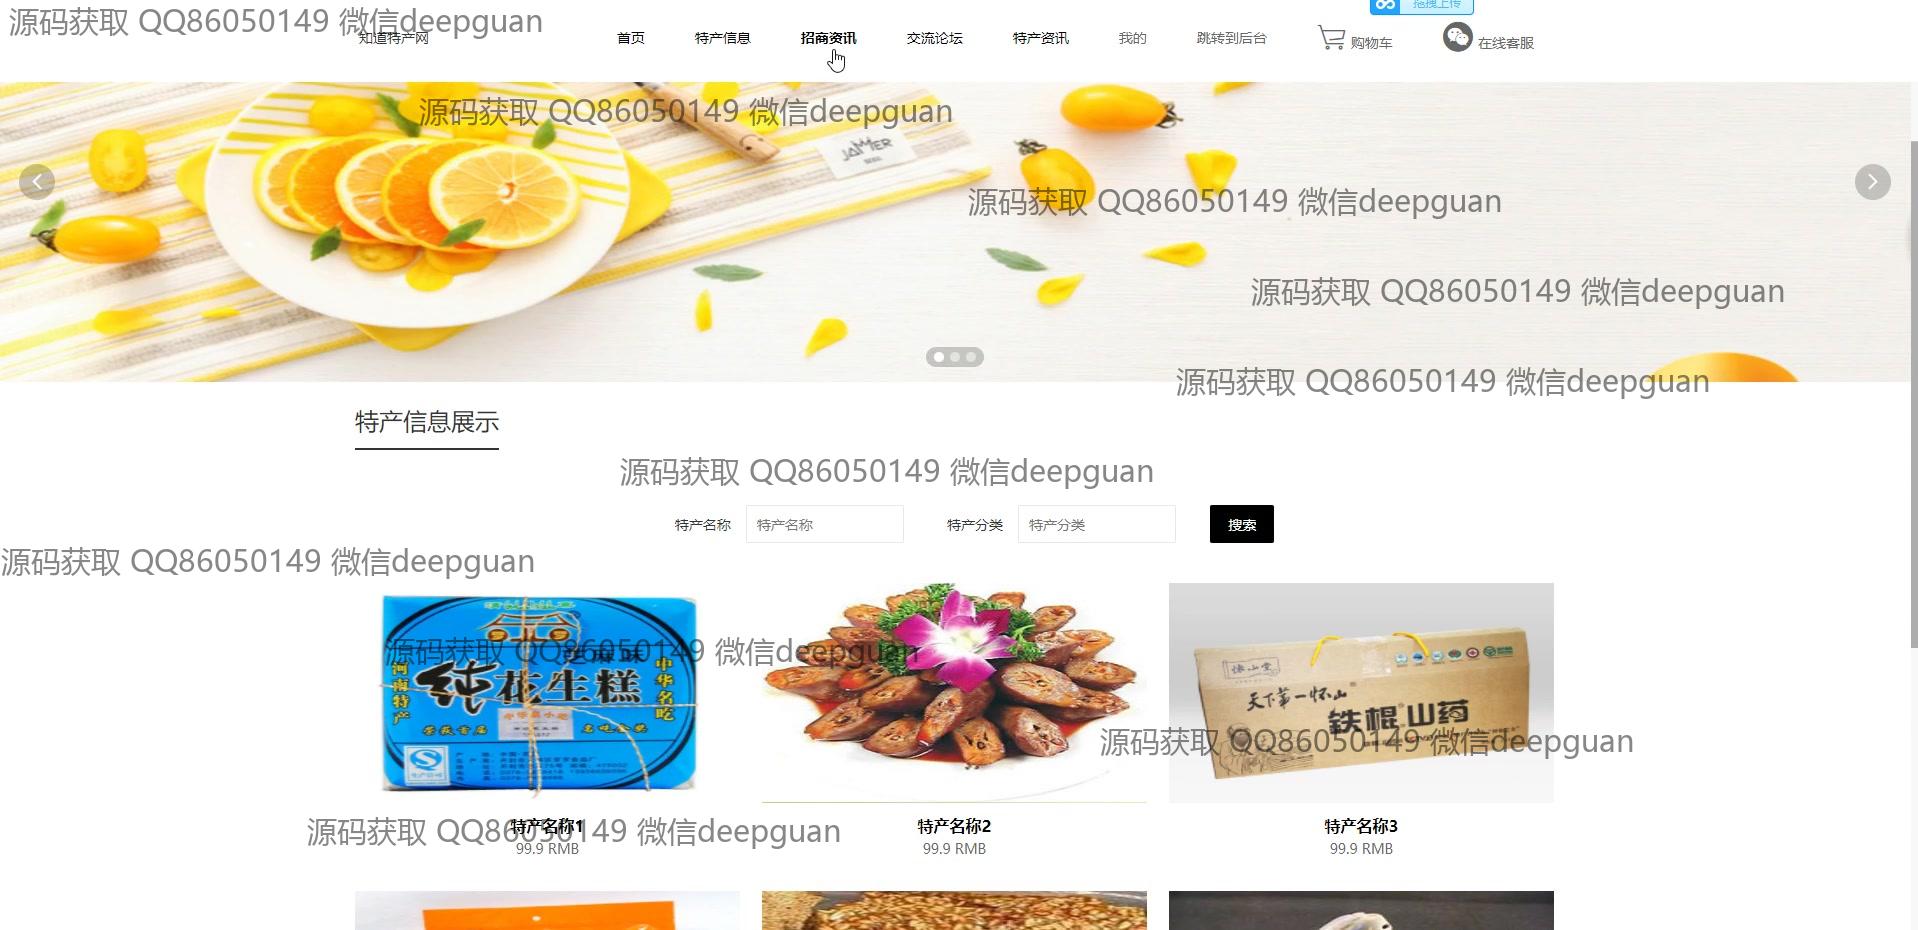 拖拽上传
源码获取 QQ86050149 微信deepguan
知道特产网
首页
特产信息
招商资讯
交流论坛
特产资讯
我的
跳转到后台
购物车
在线客服
源码获取 QQ86050149 微信deepguan
JAMIER
源码获取 QQ86050149 微信deepguan
源码获取 QQ86050149 微信deepguan
源码获取 QQ86050149 微信deepguan
特产信息展示
源码获取 QQ86050149 微信deepguan
特产名称
特产名称
特产分类
特产分类
搜索
源码获取 QQ86050149 微信deepguan
源码获取 QQ86050149 微信deepguan
河南特产
纯花生糕
中华名吃
天下第一怀山
铁棍山药
源码获取 QQ86050149 微信deepguan
特产名称1
99.9 RMB
特产名称2
99.9 RMB
特产名称3
99.9 RMB
源码获取 QQ86050149 微信deepguan